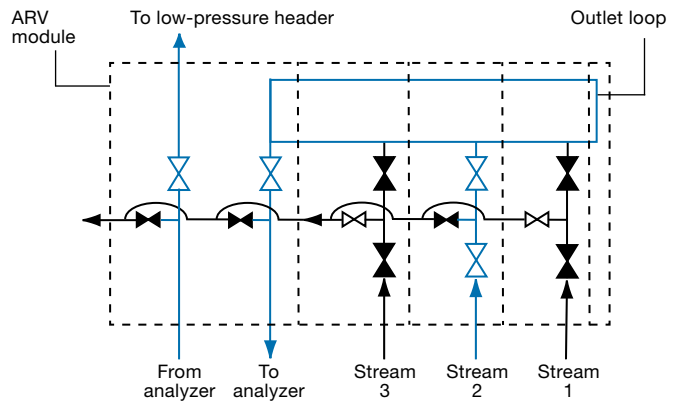 ARV
module
To low-pressure header
Outlet loop
From
analyzer
To
analyzer
Stream
3
Stream
2
Stream
1